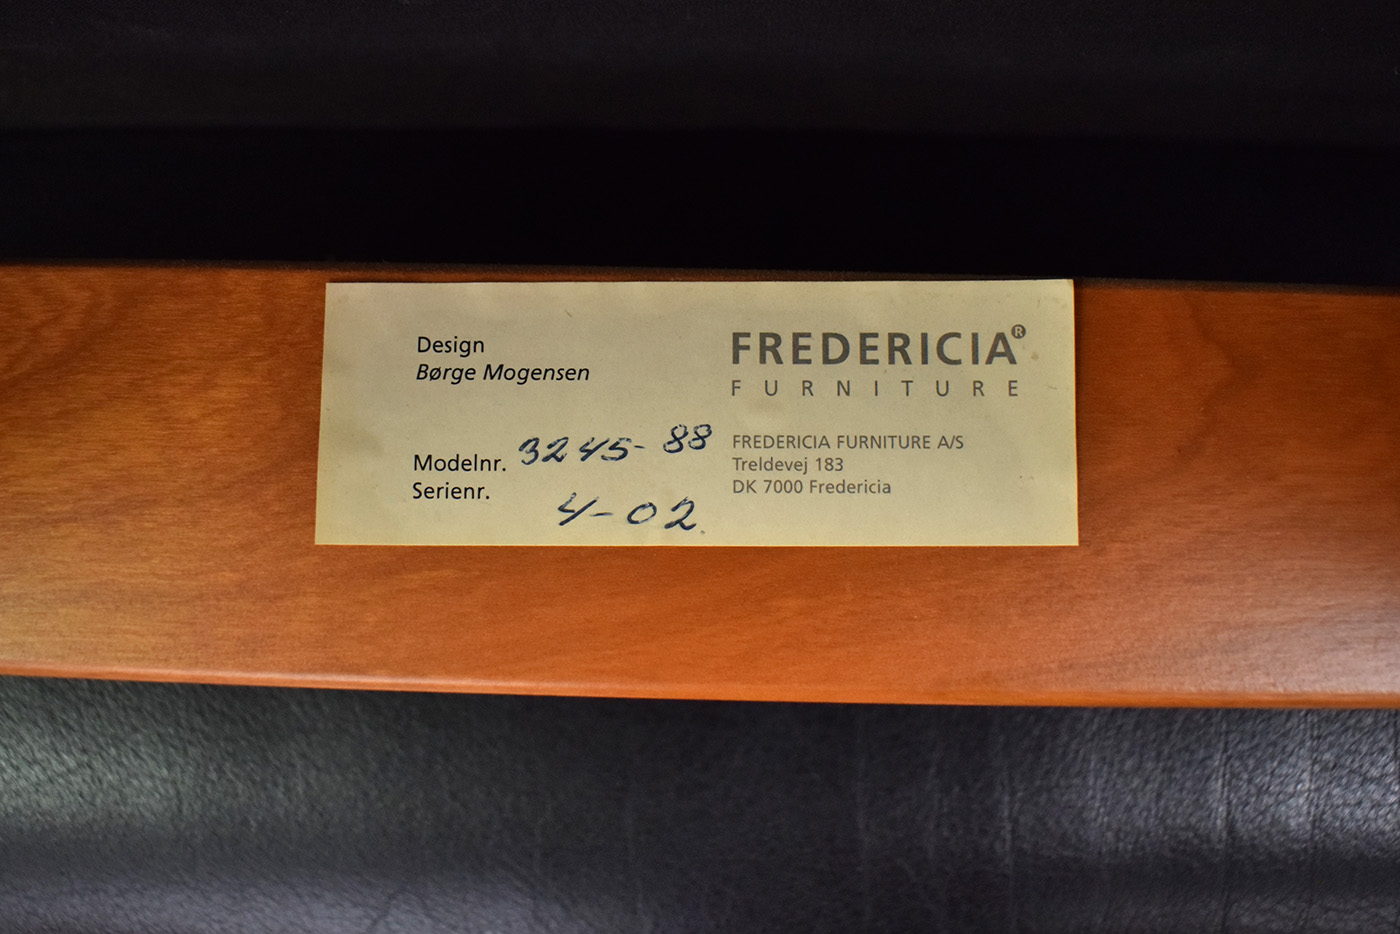 Design
Børge Mogensen
Modelnr. 3245-88
Serienr. 4-02.
FREDERICIA®
FURNITURE
FREDERICIA FURNITURE A/S
Treldevej 183
DK 7000 Fredericia